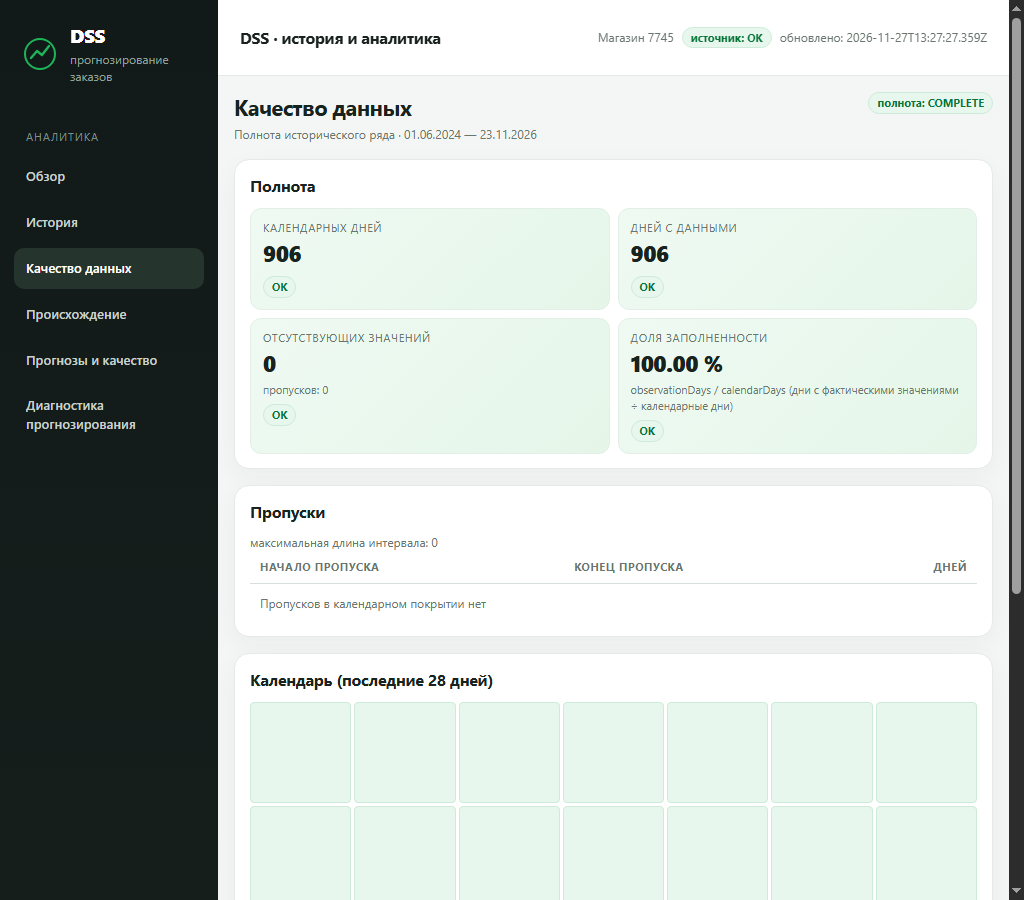 DSS
прогнозирование
заказов
АНАЛИТИКА
Обзор
История
Качество данных
Происхождение
Прогнозы и качество
Диагностика
прогнозирования
DSS · история и аналитика
Магазин 7745
источник: OK
обновлено: 2026-11-27T13:27:27.359Z
Качество данных
полнота: COMPLETE
Полнота исторического ряда · 01.06.2024 — 23.11.2026
Полнота
КАЛЕНДАРНЫХ ДНЕЙ
906
OK
ДНЕЙ С ДАННЫМИ
906
OK
ОТСУТСТВУЮЩИХ ЗНАЧЕНИЙ
0
пропусков: 0
OK
ДОЛЯ ЗАПОЛНЕННОСТИ
100.00 %
observationDays / calendarDays (дни с фактическими значениями
÷ календарные дни)
OK
Пропуски
максимальная длина интервала: 0
НАЧАЛО ПРОПУСКА КОНЕЦ ПРОПУСКА ДНЕЙ
Пропусков в календарном покрытии нет
Календарь (последние 28 дней)